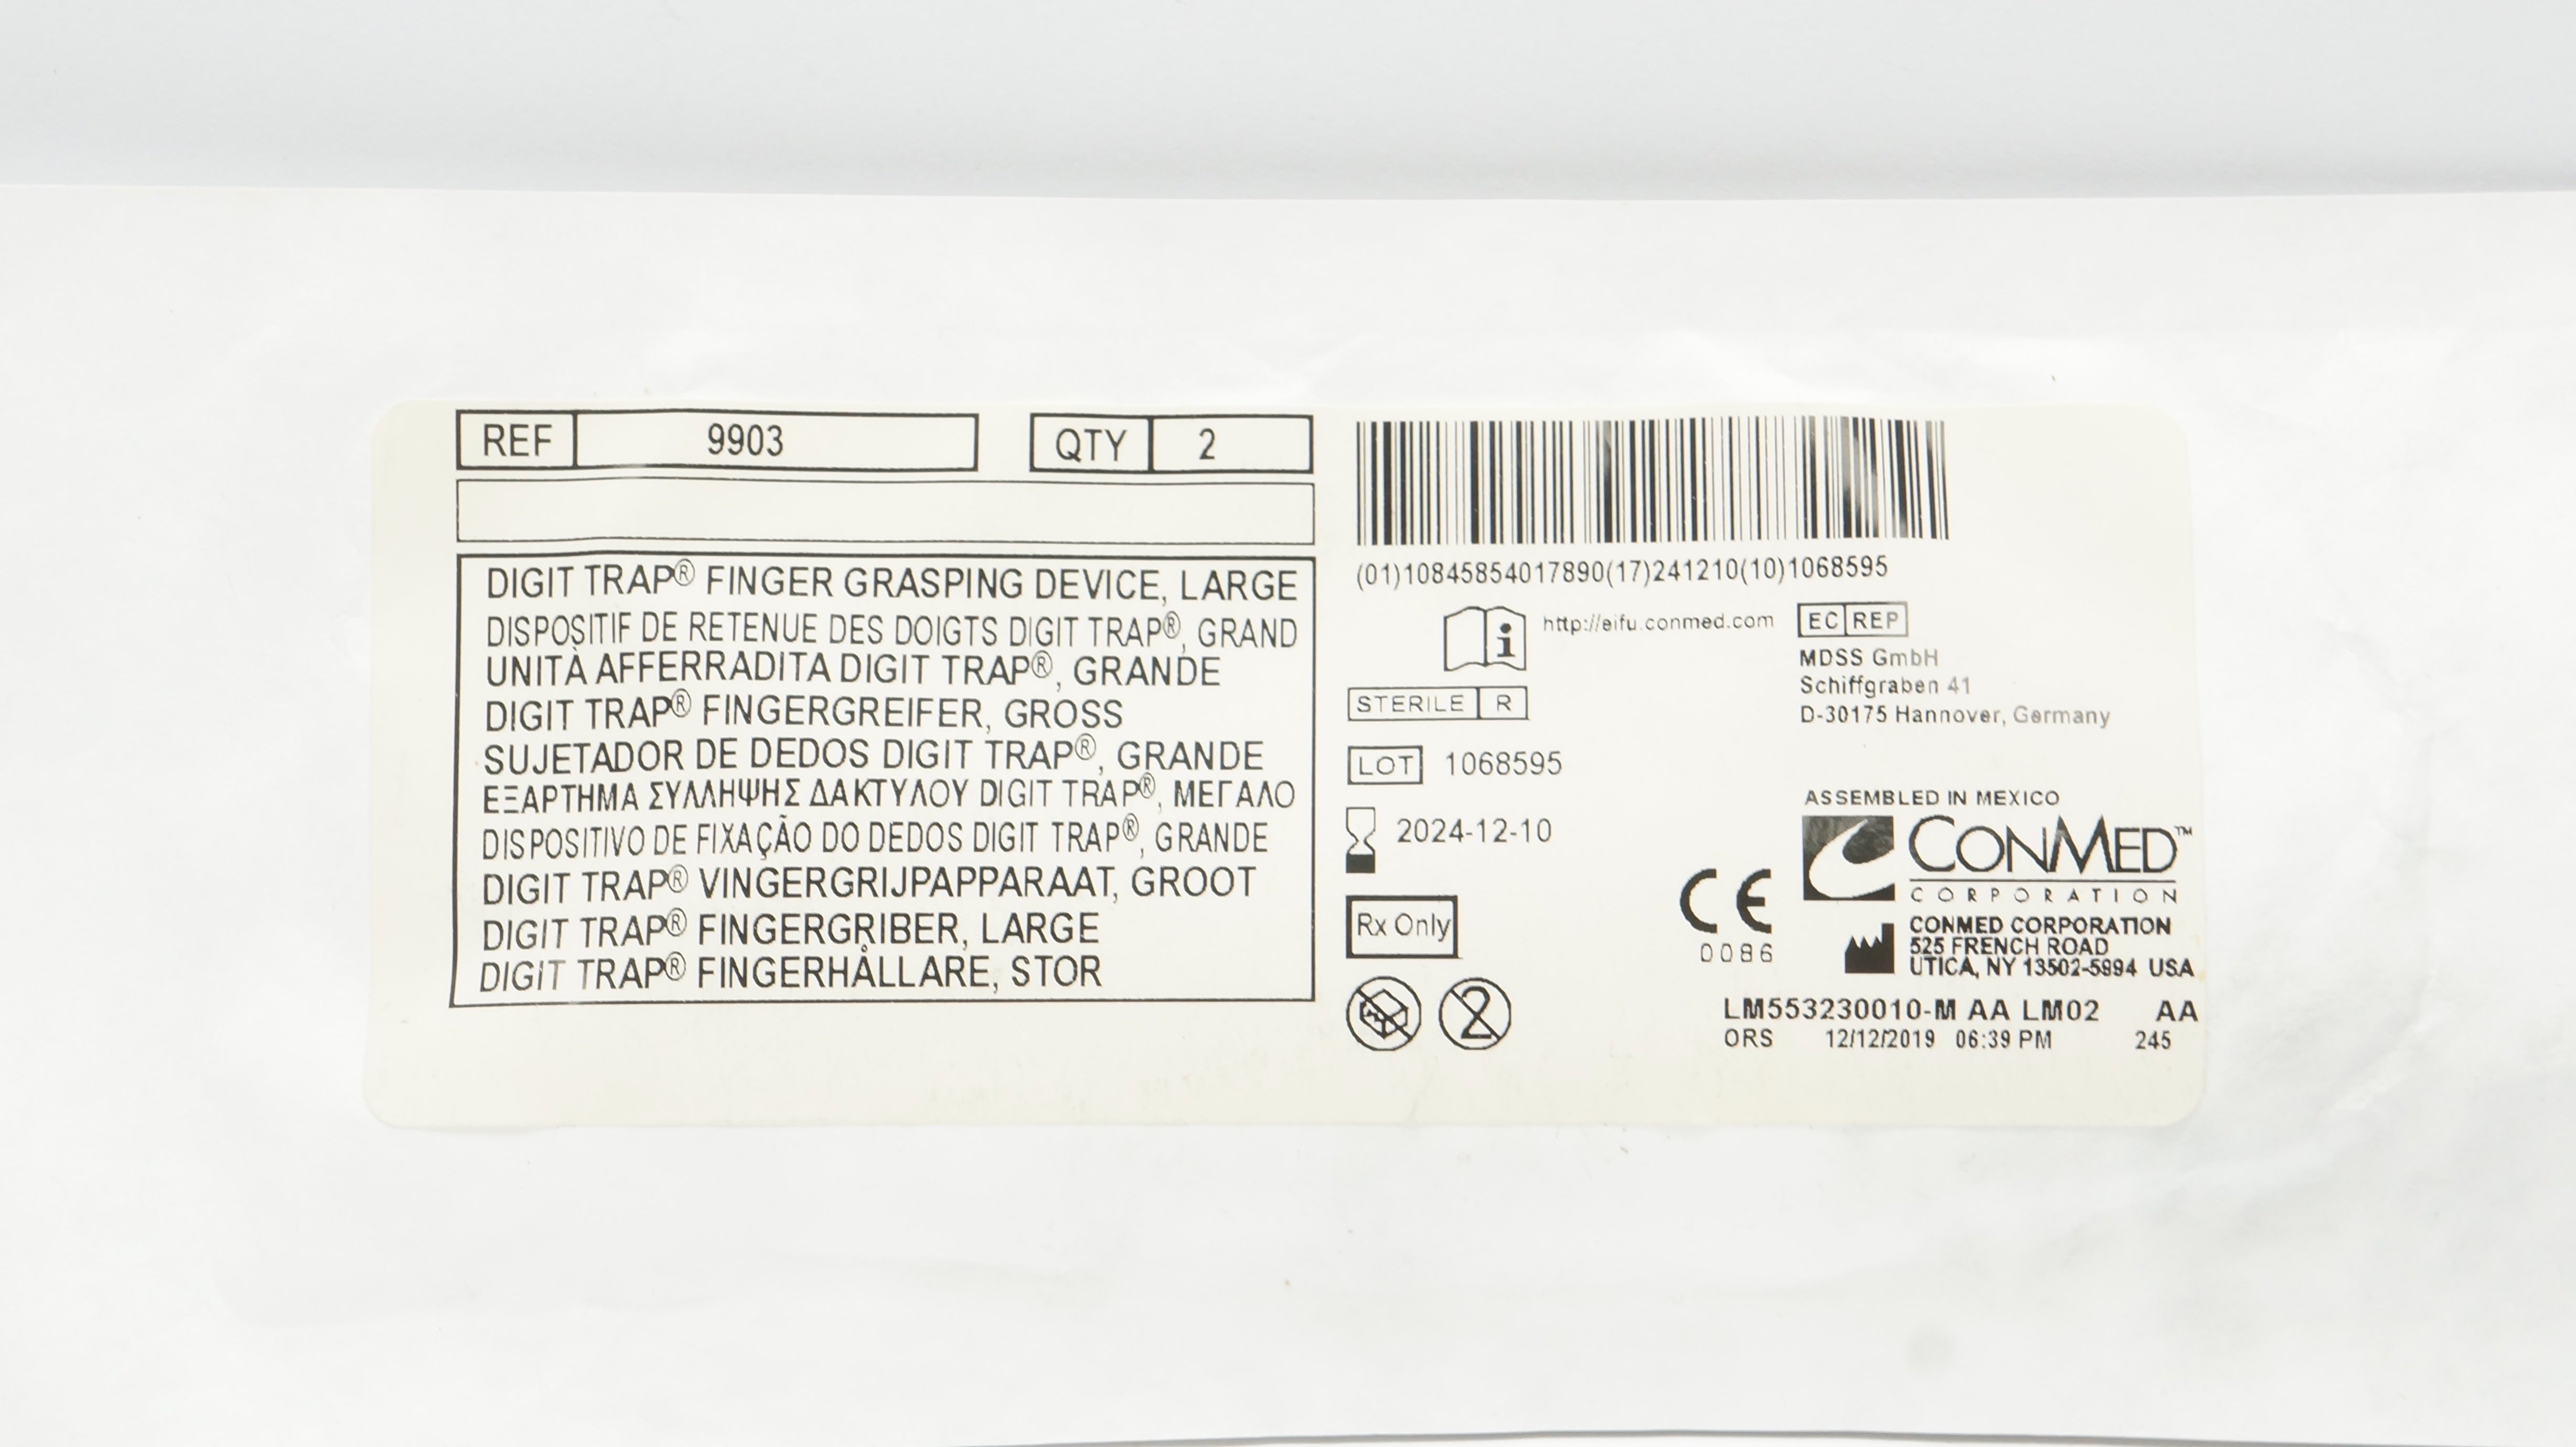 REF 9903 QTY 2
DIGIT TRAP® FINGER GRASPING DEVICE, LARGE
DISPOSITIF DE RETENUE DES DOIGTS DIGIT TRAP®, GRAND
UNITÀ AFFERRADITA DIGIT TRAP®, GRANDE
DIGIT TRAP® FINGERGREIFER, GROSS
SUJETADOR DE DEDOS DIGIT TRAP®, GRANDE
ΕΞΑΡΤΗΜΑ ΣΥΛΛΗΨΗΣ ΔΑΚΤΥΛΟΥ DIGIT TRAP®, ΜΕΓΑΛΟ
DISPOSITIVO DE FIXAÇÃO DO DEDOS DIGIT TRAP®, GRANDE
DIGIT TRAP® VINGERGRIJPAPPARAAT, GROOT
DIGIT TRAP® FINGERGRIBER, LARGE
DIGIT TRAP® FINGERHÅLLARE, STOR
(01)10845854017890(17)241210(10)1068595
i http://eifu.conmed.com
EC REP
MDSS GmbH
Schiffgraben 41
D-30175 Hannover, Germany
STERILE R
LOT 1068595
2024-12-10
Rx Only
2
CE
0086
ASSEMBLED IN MEXICO
CONMED™
CORPORATION
CONMED CORPORATION
525 FRENCH ROAD
UTICA, NY 13502-5994 USA
LM553230010-M AA LM02 AA
ORS 12/12/2019 06:39 PM 245